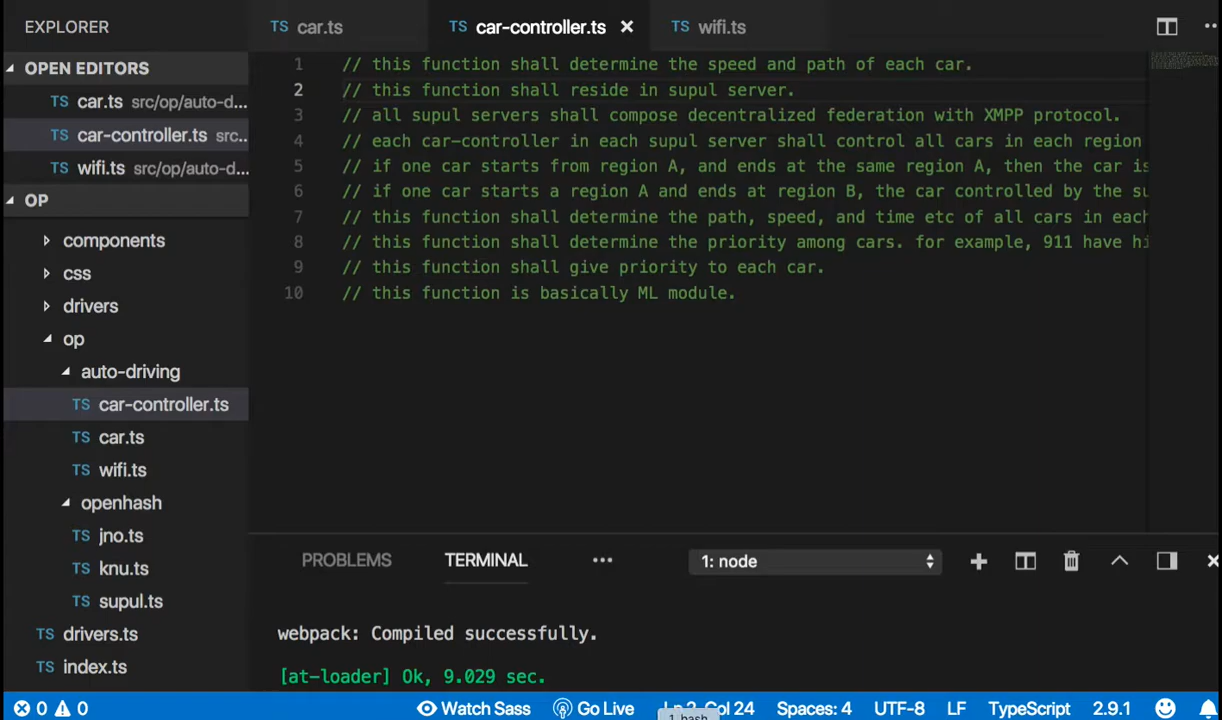 EXPLORER
TS car.ts
TS car-controller.ts
TS wifi.ts
OPEN EDITORS
TS car.ts src/op/auto-d...
TS car-controller.ts src...
TS wifi.ts src/op/auto-d...
OP
components
css
drivers
op
auto-driving
TS car-controller.ts
TS car.ts
TS wifi.ts
openhash
TS jno.ts
TS knu.ts
TS supul.ts
TS drivers.ts
TS index.ts
1 // this function shall determine the speed and path of each car.
2 // this function shall reside in supul server.
3 // all supul servers shall compose decentralized federation with XMPP protocol.
4 // each car-controller in each supul server shall control all cars in each region
5 // if one car starts from region A, and ends at the same region A, then the car is
6 // if one car starts a region A and ends at region B, the car controlled by the su
7 // this function shall determine the path, speed, and time etc of all cars in each
8 // this function shall determine the priority among cars. for example, 911 have hi
9 // this function shall give priority to each car.
10 // this function is basically ML module.
PROBLEMS
TERMINAL
1: node
webpack: Compiled successfully.
[at-loader] Ok, 9.029 sec.
0 0
Watch Sass
Go Live
Ln 2, Col 24
Spaces: 4
UTF-8
LF
TypeScript
2.9.1
1 bash